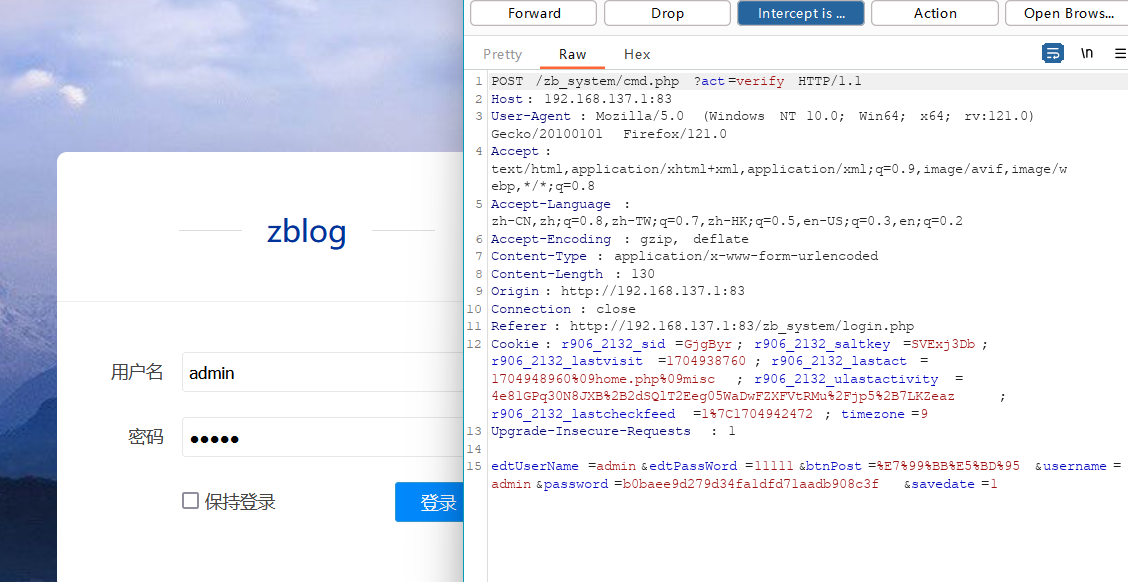 zblog
用户名
admin
密码
●●●●●
保持登录
登录
Forward
Drop
Intercept is ...
Action
Open Brows...
Pretty
Raw
Hex
\n
1 POST /zb_system/cmd.php ?act=verify HTTP/1.1
2 Host: 192.168.137.1:83
3 User-Agent : Mozilla/5.0 (Windows NT 10.0; Win64; x64; rv:121.0)
Gecko/20100101 Firefox/121.0
4 Accept :
text/html,application/xhtml+xml,application/xml;q=0.9,image/avif,image/w
ebp,*/*;q=0.8
5 Accept-Language :
zh-CN,zh;q=0.8,zh-TW;q=0.7,zh-HK;q=0.5,en-US;q=0.3,en;q=0.2
6 Accept-Encoding : gzip, deflate
7 Content-Type : application/x-www-form-urlencoded
8 Content-Length : 130
9 Origin : http://192.168.137.1:83
10 Connection : close
11 Referer : http://192.168.137.1:83/zb_system/login.php
12 Cookie : r906_2132_sid =GjgByr ; r906_2132_saltkey =SVExj3Db ;
r906_2132_lastvisit =1704938760 ; r906_2132_lastact =
1704948960%09home.php%09misc ; r906_2132_ulastactivity =
4e81GPq30N8JXB%2B2dSQlT2Eeg05WaDwFZXFVtRMu%2Fjp5%2B7LKZeaz ;
r906_2132_lastcheckfeed =1%7C1704942472 ; timezone =9
13 Upgrade-Insecure-Requests : 1
14
15 edtUserName =admin &edtPassWord =11111 &btnPost =%E7%99%BB%E5%BD%95 &username =
admin &password =b0baee9d279d34fa1dfd71aadb908c3f &savedate =1